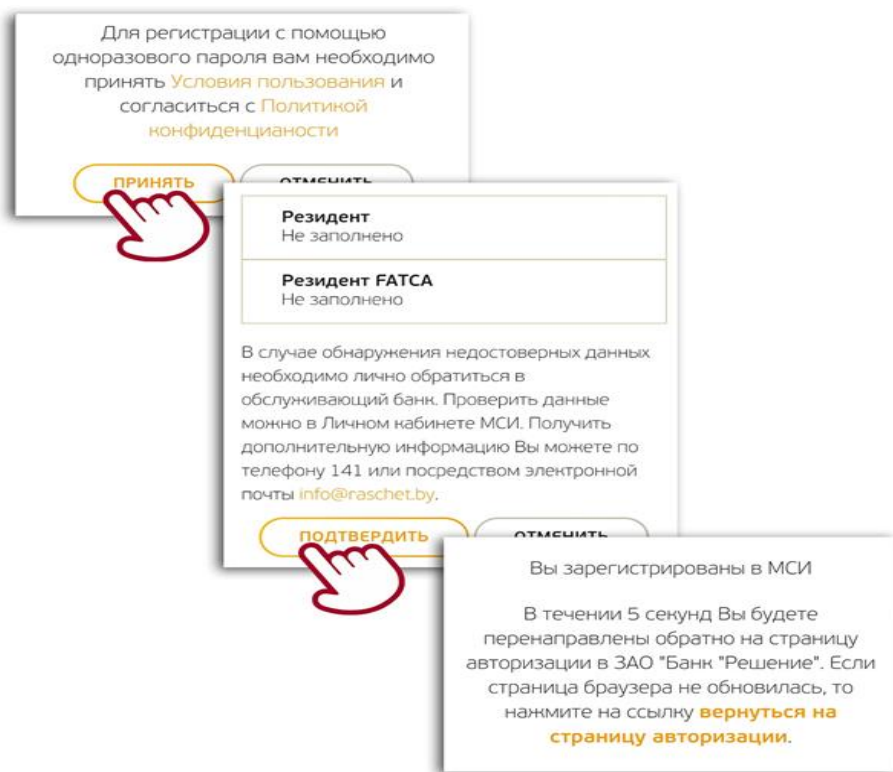 Для регистрации с помощью
одноразового пароля вам необходимо
принять Условия пользования и
согласиться с Политикой
конфиденцианости
ПРИНЯТЬ
ОТМЕНИТЬ
Резидент
Не заполнено
Резидент FATCA
Не заполнено
В случае обнаружения недостоверных данных
необходимо лично обратиться в
обслуживающий банк. Проверить данные
можно в Личном кабинете МСИ. Получить
дополнительную информацию Вы можете по
телефону 141 или посредством электронной
почты info@raschet.by.
ПОДТВЕРДИТЬ
ОТМЕНИТЬ
Вы зарегистрированы в МСИ
В течении 5 секунд Вы будете
перенаправлены обратно на страницу
авторизации в ЗАО "Банк "Решение". Если
страница браузера не обновилась, то
нажмите на ссылку вернуться на
страницу авторизации.